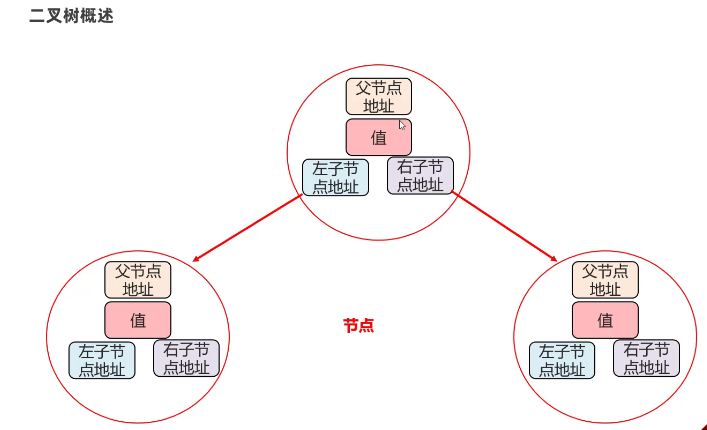 二叉树概述
父节点
地址
值
左子节
点地址
右子节
点地址
父节点
地址
值
左子节
点地址
右子节
点地址
节点
父节点
地址
值
左子节
点地址
右子节
点地址